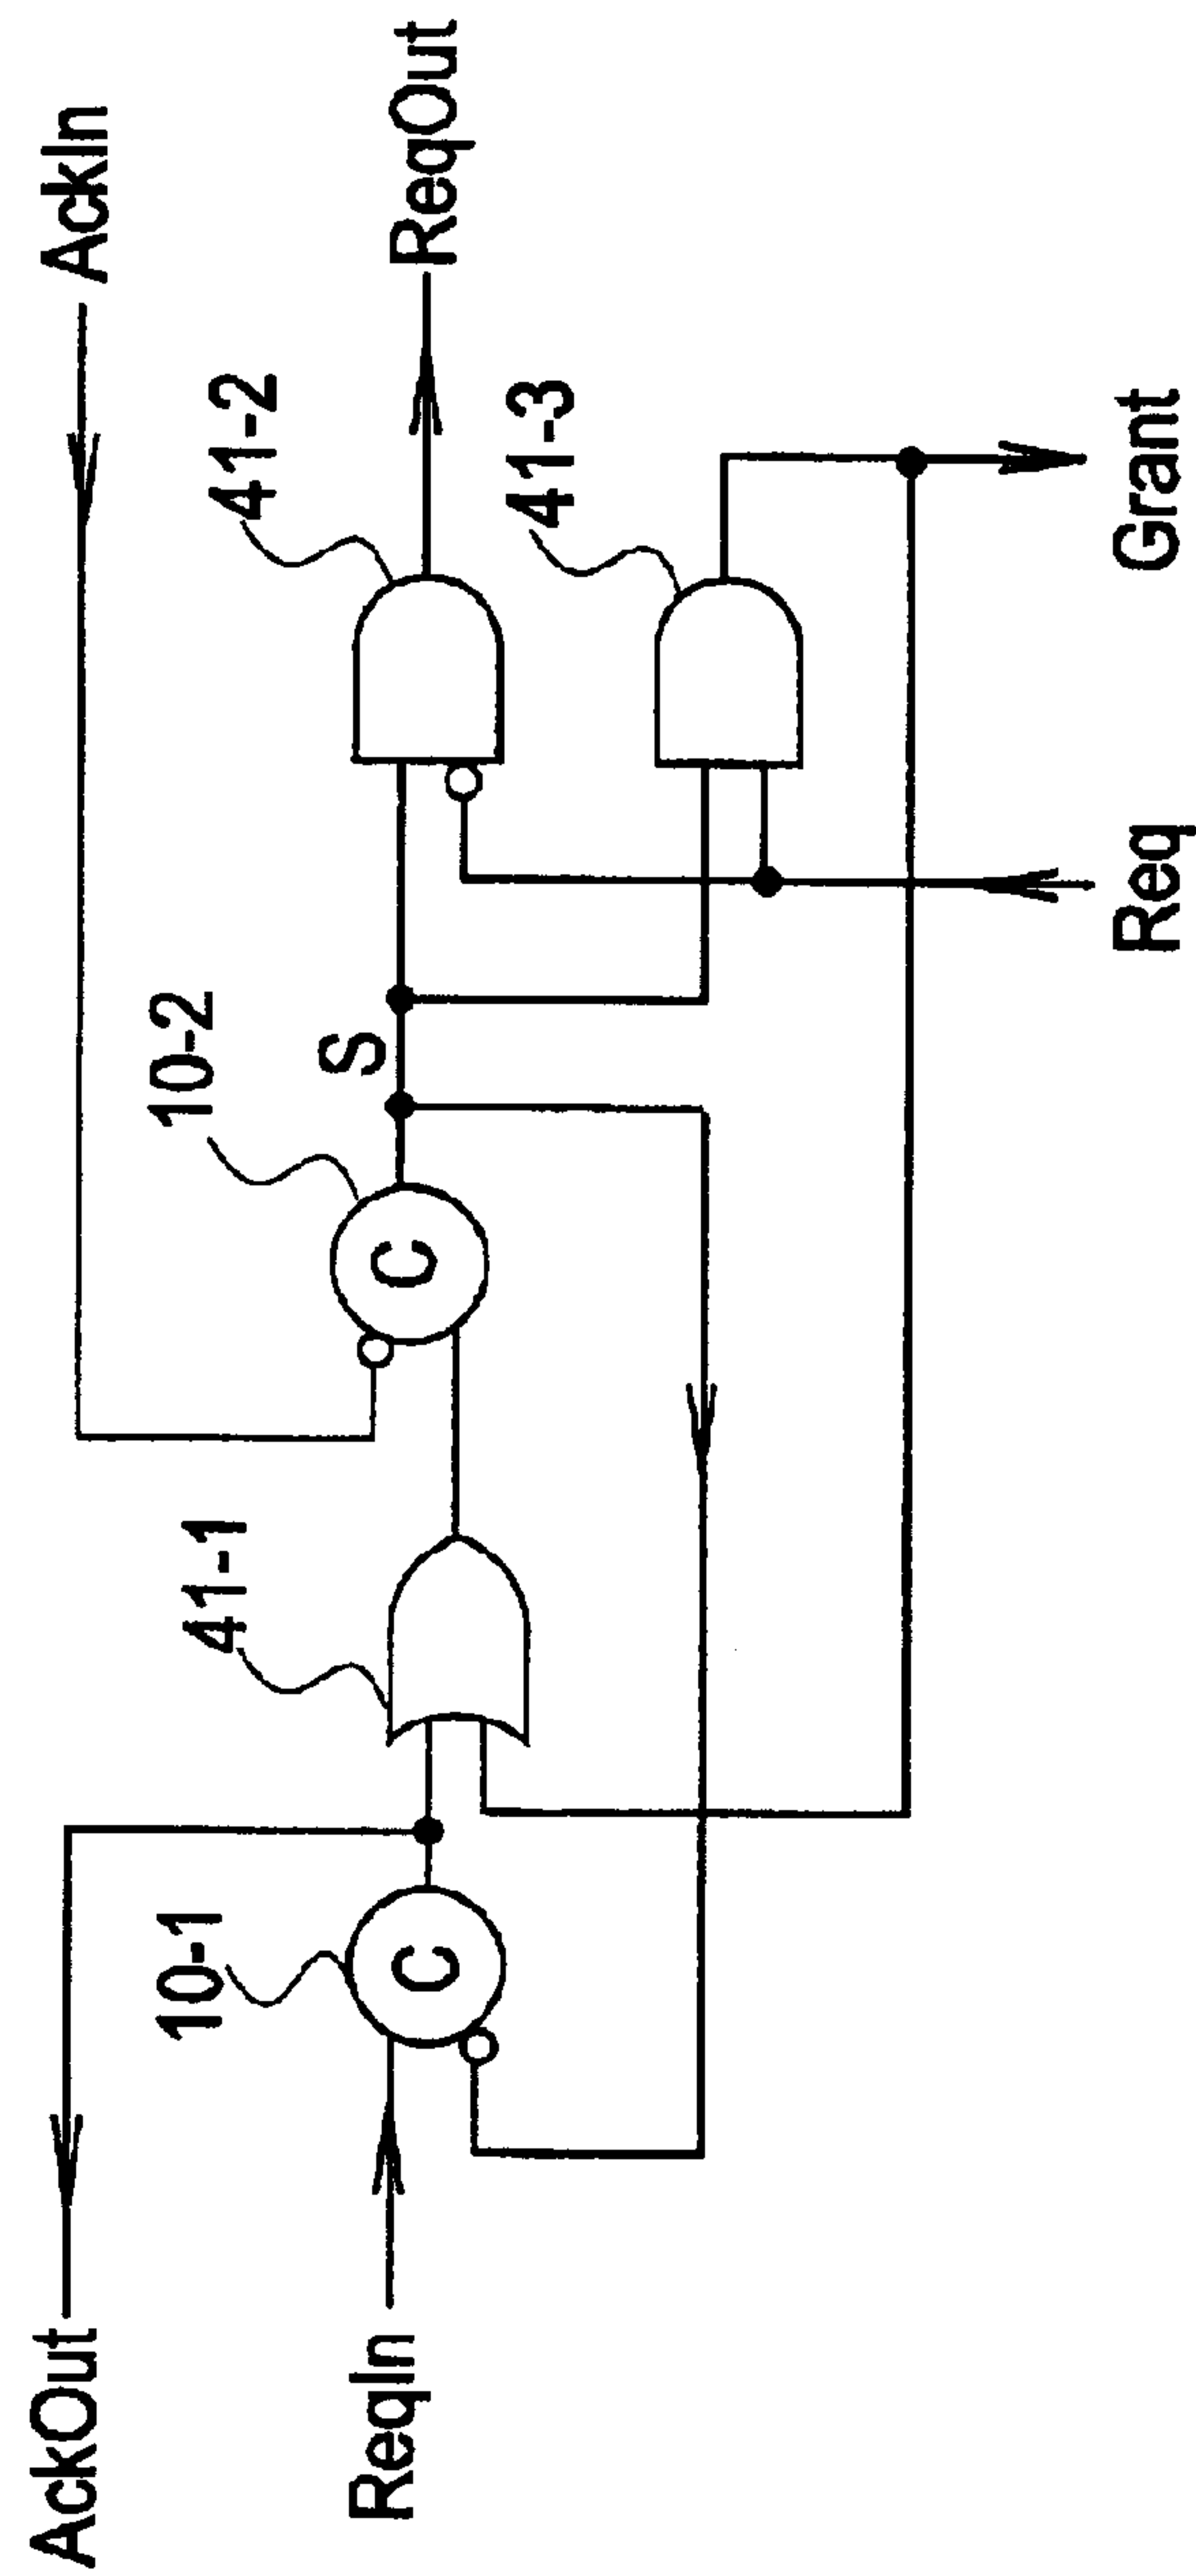 AckIn
ReqOut
41-2
41-3
Grant
10-2
S
C
Req
41-1
10-1
C
AckOut
ReqIn